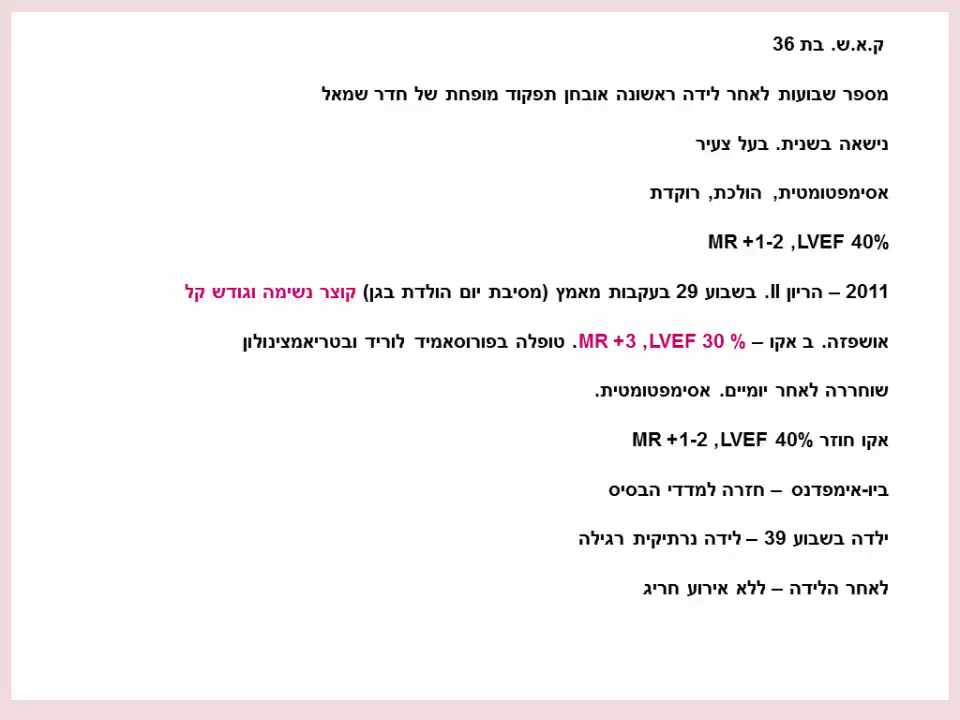 ק.א.ש. בת 36
מספר שבועות לאחר לידה ראשונה אובחן תפקוד מופחת של חדר שמאל
נישאה בשנית. בעל צעיר
אסימפטומטית, הולכת, רוקדת
LVEF 40%, MR +1-2
2011 – הריון II. בשבוע 29 בעקבות מאמץ (מסיבת יום הולדת בגן) קוצר נשימה וגודש קל
אושפזה. ב אקו – LVEF 30 %, MR +3. טופלה בפורוסאמיד לוריד ובטריאמצינולון
שוחררה לאחר יומיים. אסימפטומטית.
אקו חוזר LVEF 40%, MR +1-2
ביו-אימפדנס – חזרה למדדי הבסיס
ילדה בשבוע 39 – לידה נרתיקית רגילה
לאחר הלידה – ללא אירוע חריג